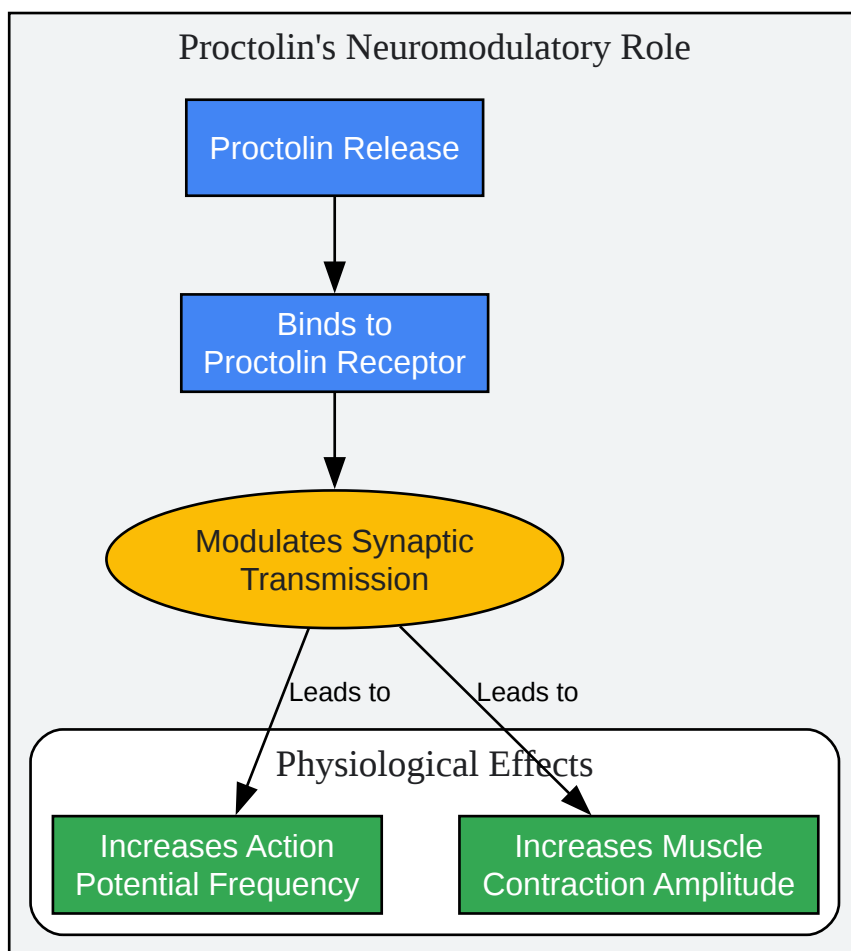 Proctolin's Neuromodulatory Role
Proctolin Release
Binds to
Proctolin Receptor
Modulates Synaptic
Transmission
Leads to
Leads to
Physiological Effects
Increases Action
Potential Frequency
Increases Muscle
Contraction Amplitude